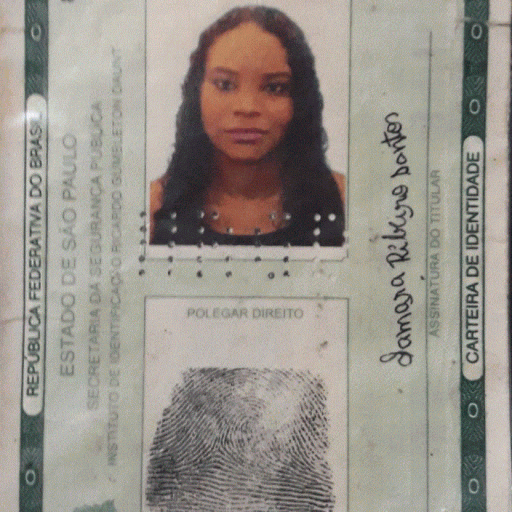 REPÚBLICA FEDERATIVA DO BRASIL
ESTADO DE SÃO PAULO
SECRETARIA DA SEGURANÇA PÚBLICA
INSTITUTO DE IDENTIFICAÇÃO RICARDO GUMBLETON DAUNT
POLEGAR DIREITO
Samara Ribeiro Santos
ASSINATURA DO TITULAR
CARTEIRA DE IDENTIDADE